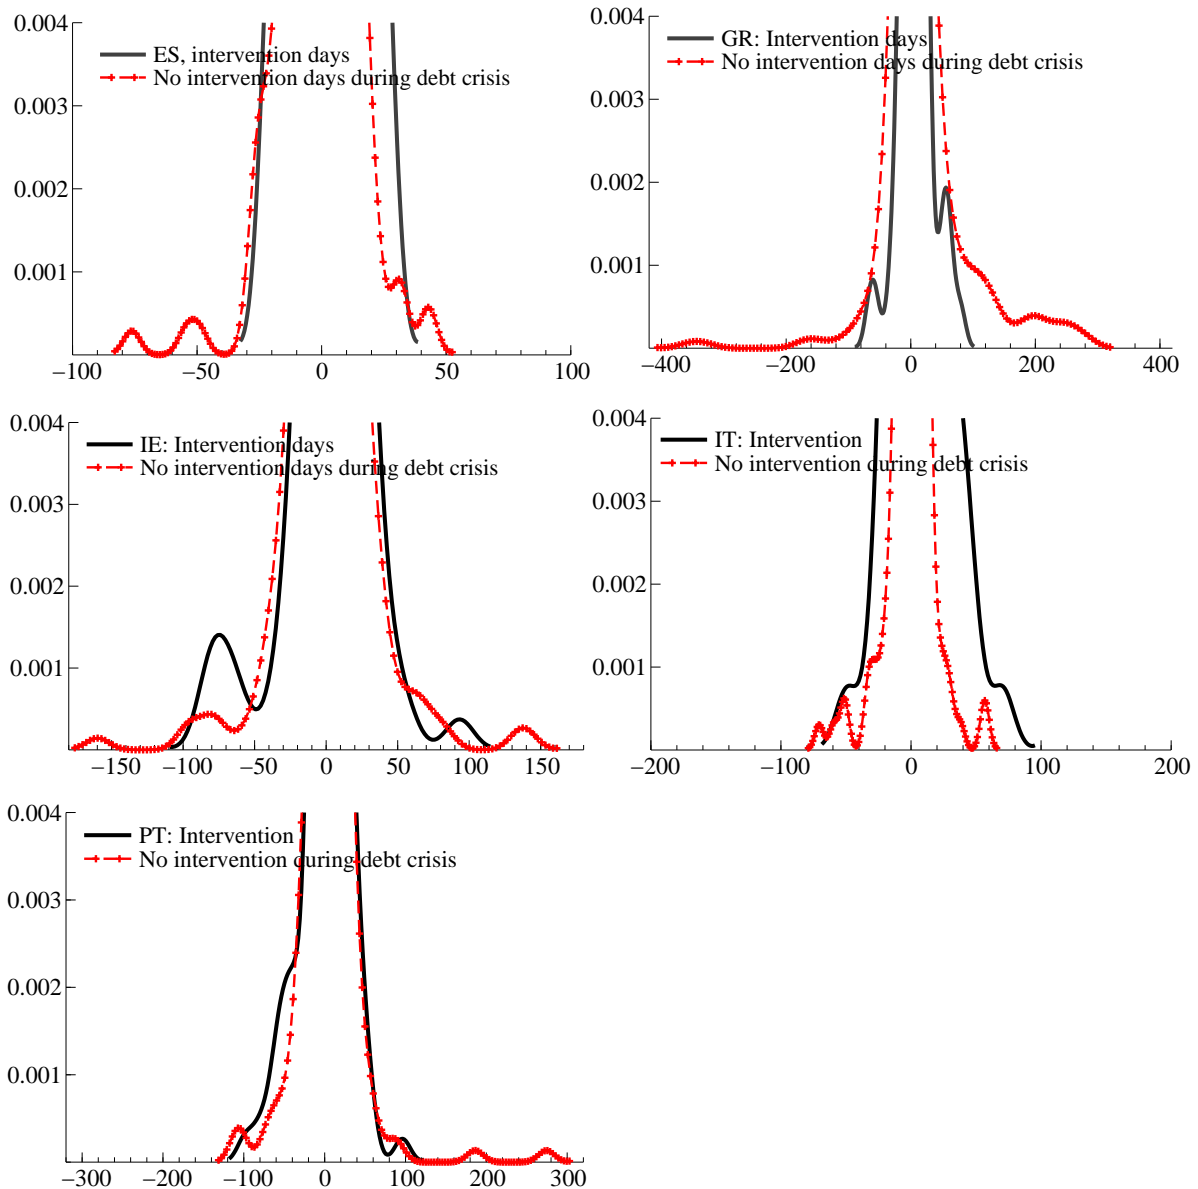 0.004
ES, intervention days
No intervention days during debt crisis
0.003
0.002
0.001
−100 −50 0 50 100
0.004
GR: Intervention days
No intervention days during debt crisis
0.003
0.002
0.001
−400 −200 0 200 400
0.004
IE: Intervention days
No intervention days during debt crisis
0.003
0.002
0.001
−150 −100 −50 0 50 100 150
0.004
IT: Intervention
No intervention during debt crisis
0.003
0.002
0.001
−200 −100 0 100 200
0.004
PT: Intervention
No intervention during debt crisis
0.003
0.002
0.001
−300 −200 −100 0 100 200 300